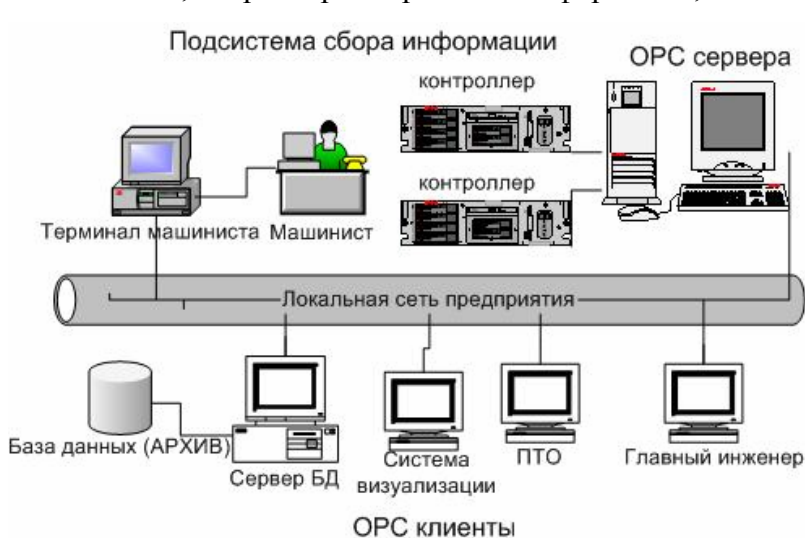 Подсистема сбора информации
OPC сервера
контроллер
контроллер
Терминал машиниста
Машинист
Локальная сеть предприятия
База данных (АРХИВ)
Сервер БД
Система
визуализации
ПТО
Главный инженер
OPC клиенты